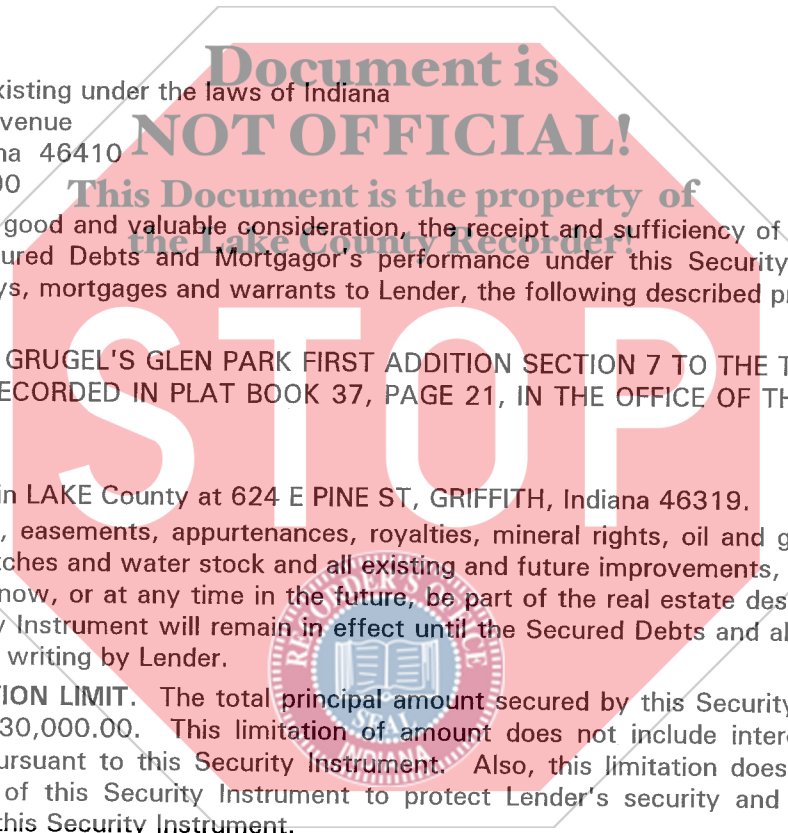 Document is
xisting under the laws of Indiana
venue
NOT OFFICIAL!
na 46410
00
This Document is the property of
good and valuable consideration, the receipt and sufficiency of
the Lake County Recorder!
ured Debts and Mortgagor's performance under this Security
ys, mortgages and warrants to Lender, the following described pr
STOP
GRUGEL'S GLEN PARK FIRST ADDITION SECTION 7 TO THE T
ECORDED IN PLAT BOOK 37, PAGE 21, IN THE OFFICE OF TH
in LAKE County at 624 E PINE ST, GRIFFITH, Indiana 46319.
, easements, appurtenances, royalties, mineral rights, oil and g
tches and water stock and all existing and future improvements,
now, or at any time in the future, be part of the real estate des
y Instrument will remain in effect until the Secured Debts and al
writing by Lender.
RECORDER'S OFFICE
SEAL
INDIANA
TION LIMIT. The total principal amount secured by this Security
30,000.00. This limitation of amount does not include inter
ursuant to this Security Instrument. Also, this limitation does
of this Security Instrument to protect Lender's security and
this Security Instrument.